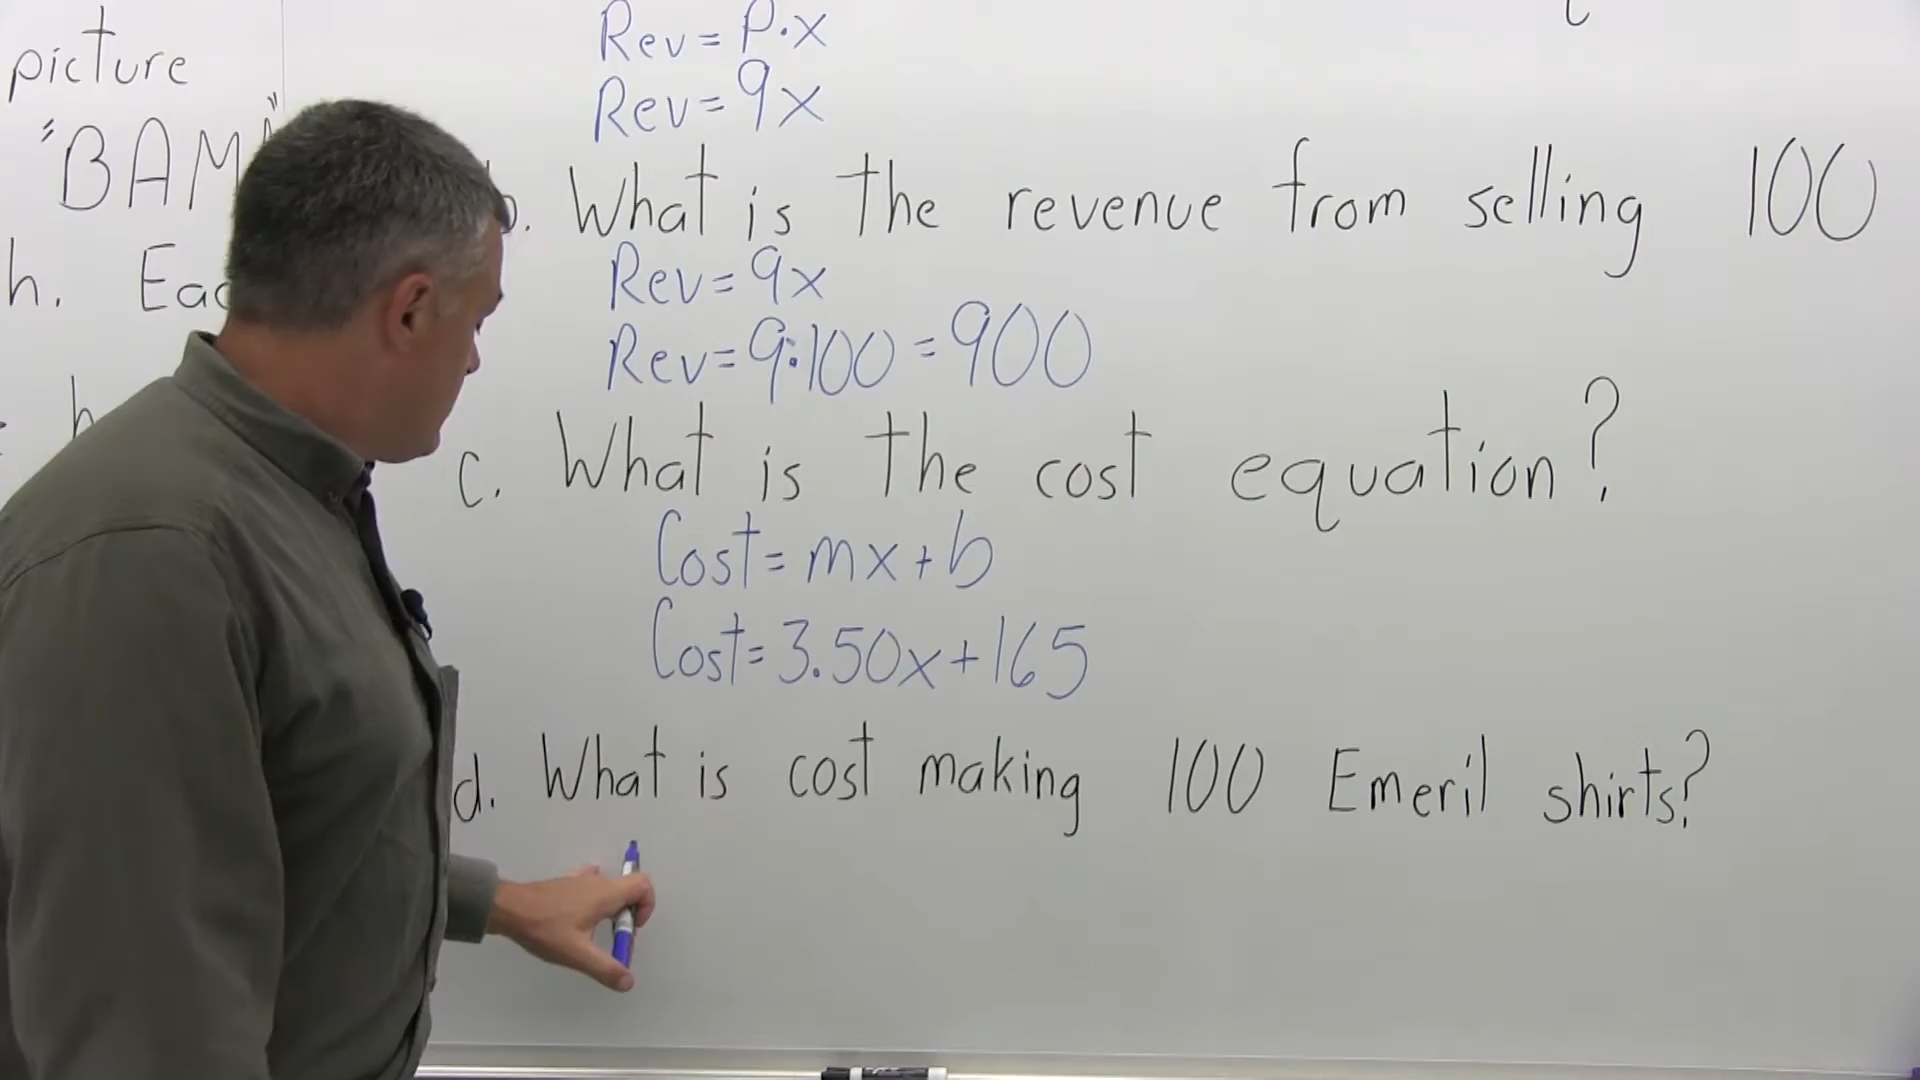 picture
"BAM
h. Eac
Rev = P·x
Rev = 9x
b. What is the revenue from selling 100
Rev = 9x
Rev = 9·100 = 900
c. What is the cost equation?
Cost = mx + b
Cost = 3.50x + 165
d. What is cost making 100 Emeril shirts?